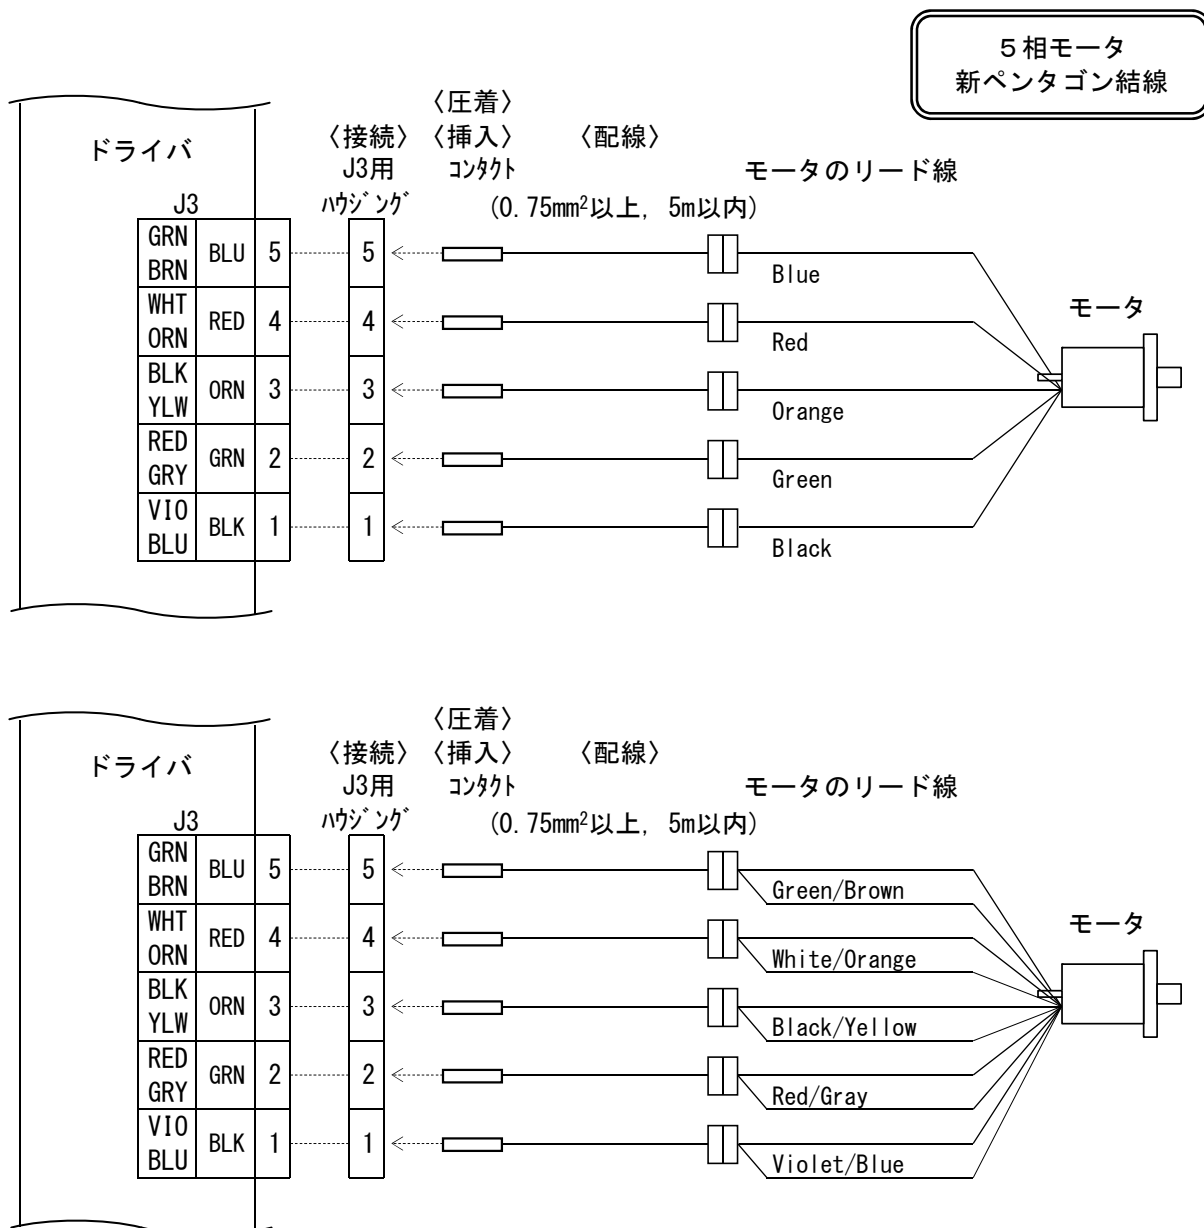 5相モータ
新ペンタゴン結線
〈圧着〉
〈接続〉 〈挿入〉 〈配線〉
ドライバ
J3用 コンタクト モータのリード線
J3 ハウジング (0.75mm²以上, 5m以内)
GRN
BRN BLU 5 5
Blue
WHT
ORN RED 4 4
Red
モータ
BLK
YLW ORN 3 3
Orange
RED
GRY GRN 2 2
Green
VIO
BLU BLK 1 1
Black
〈圧着〉
〈接続〉 〈挿入〉 〈配線〉
ドライバ
J3用 コンタクト モータのリード線
J3 ハウジング (0.75mm²以上, 5m以内)
GRN
BRN BLU 5 5
Green/Brown
WHT
ORN RED 4 4
White/Orange
モータ
BLK
YLW ORN 3 3
Black/Yellow
RED
GRY GRN 2 2
Red/Gray
VIO
BLU BLK 1 1
Violet/Blue